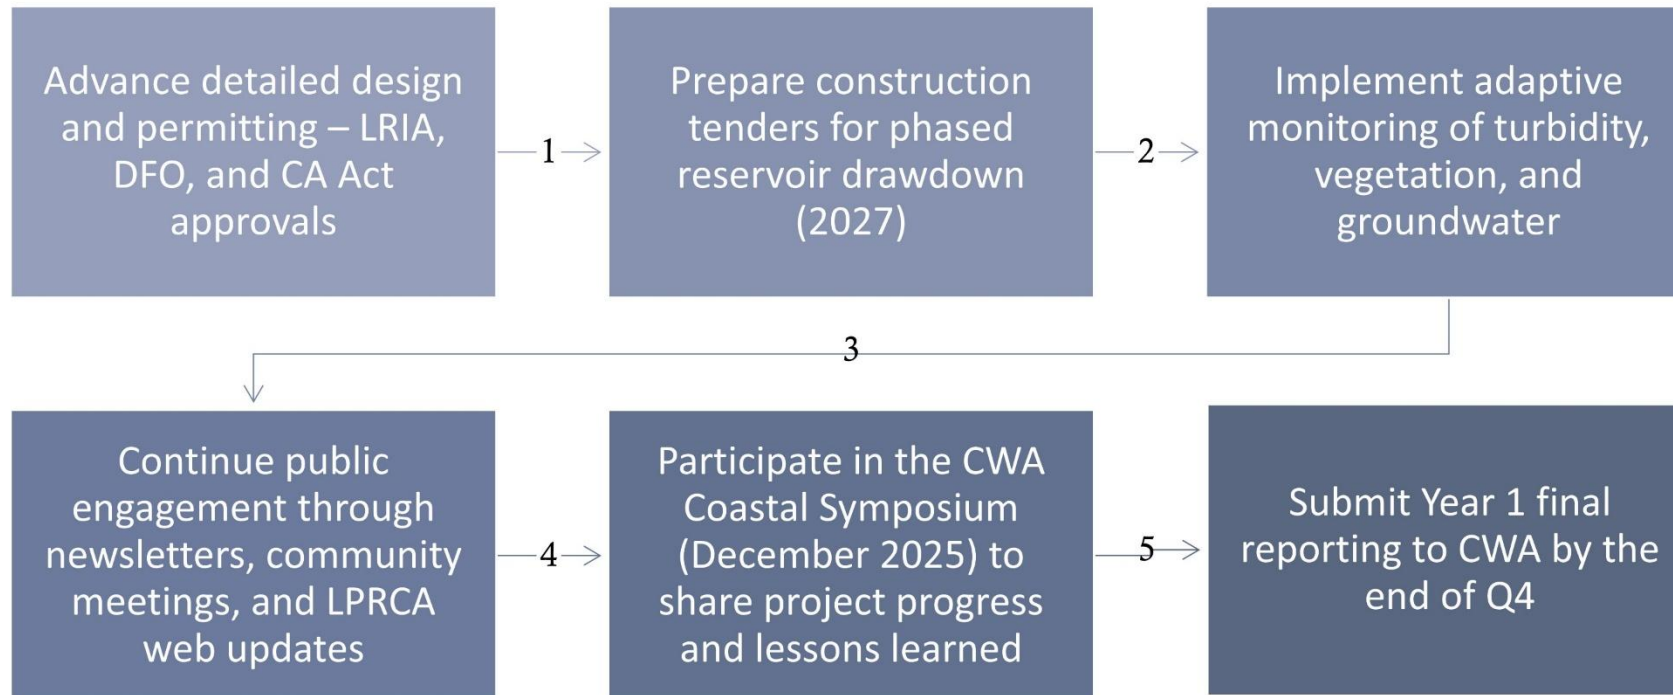 Advance detailed design
and permitting – LRIA,
DFO, and CA Act
approvals
1
Prepare construction
tenders for phased
reservoir drawdown
(2027)
2
Implement adaptive
monitoring of turbidity,
vegetation, and
groundwater
3
Continue public
engagement through
newsletters, community
meetings, and LPRCA
web updates
4
Participate in the CWA
Coastal Symposium
(December 2025) to
share project progress
and lessons learned
5
Submit Year 1 final
reporting to CWA by the
end of Q4